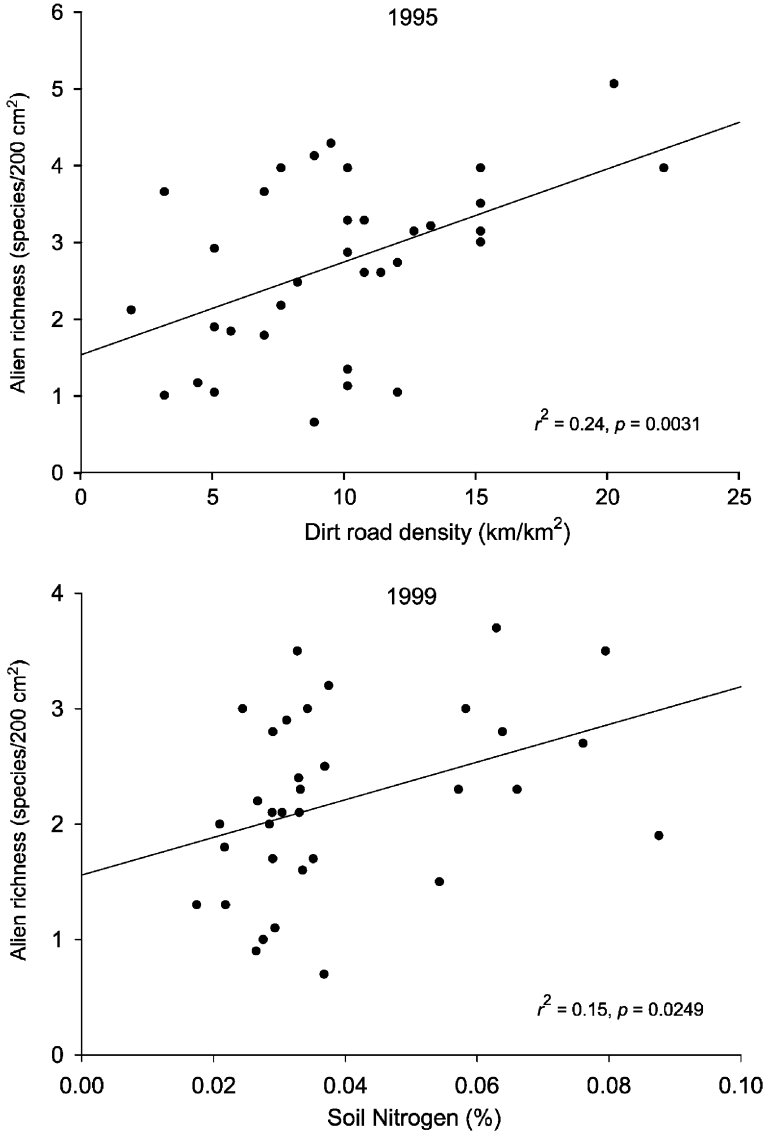 1995
6
5
4
3
2
1
0
Alien richness (species/200 cm²)
r² = 0.24, p = 0.0031
0 5 10 15 20 25
Dirt road density (km/km²)
1999
4
3
2
1
0
Alien richness (species/200 cm²)
r² = 0.15, p = 0.0249
0.00 0.02 0.04 0.06 0.08 0.10
Soil Nitrogen (%)